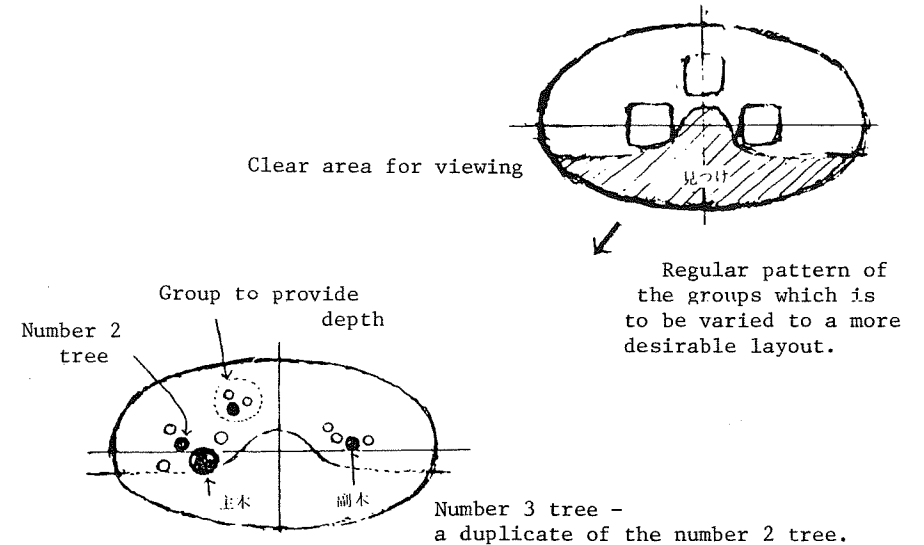 Clear area for viewing
見つけ
Regular pattern of
the groups which is
to be varied to a more
desirable layout.
Group to provide
depth
Number 2
tree
主木
副木
Number 3 tree –
a duplicate of the number 2 tree.